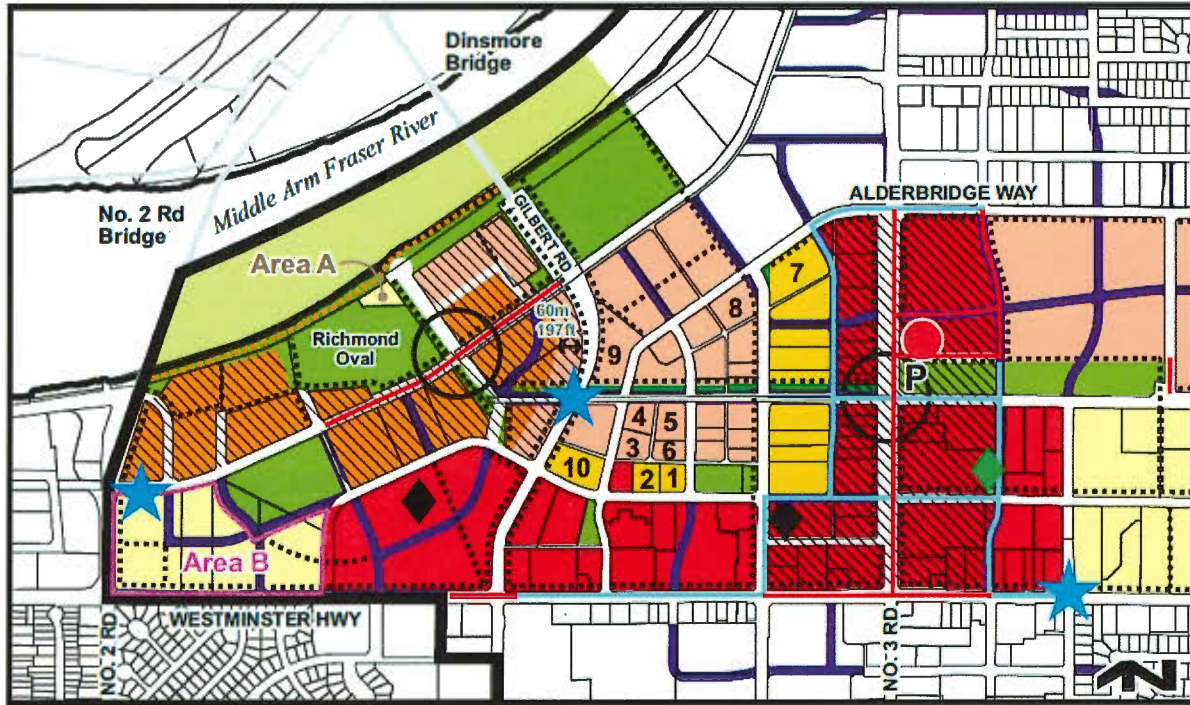 Dinsmore
Bridge
Middle Arm Fraser River
No. 2 Rd
Bridge
ALDERBRIDGE WAY
GILBERT RD
Area A
7
60m
197ft
8
Richmond
Oval
9
P
4
5
3
6
10
2
1
Area B
WESTMINSTER HWY
NO. 2 RD
NO. 3 RD
N